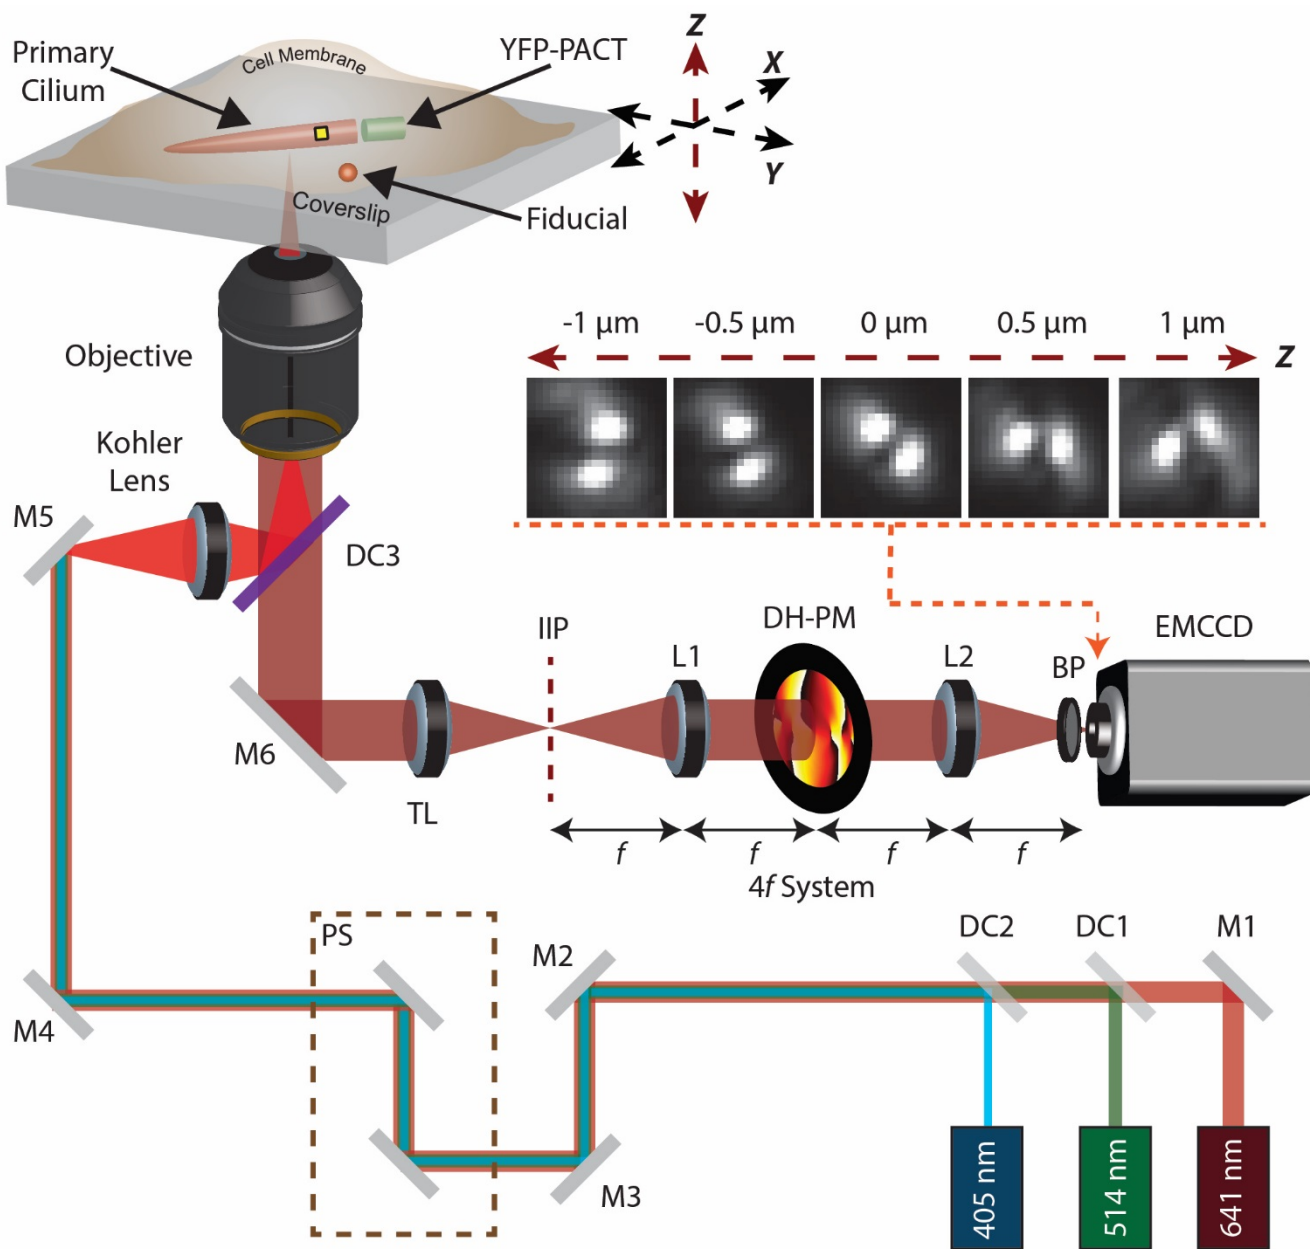 Primary
Cilium
Cell Membrane
YFP-PACT
Coverslip
Fiducial
Z
X
Y
Objective
-1 μm
-0.5 μm
0 μm
0.5 μm
1 μm
Z
Kohler
Lens
M5
DC3
IIP
L1
DH-PM
L2
BP
EMCCD
M6
TL
f
f
f
f
4f System
PS
M2
DC2
DC1
M1
M4
M3
405 nm
514 nm
641 nm